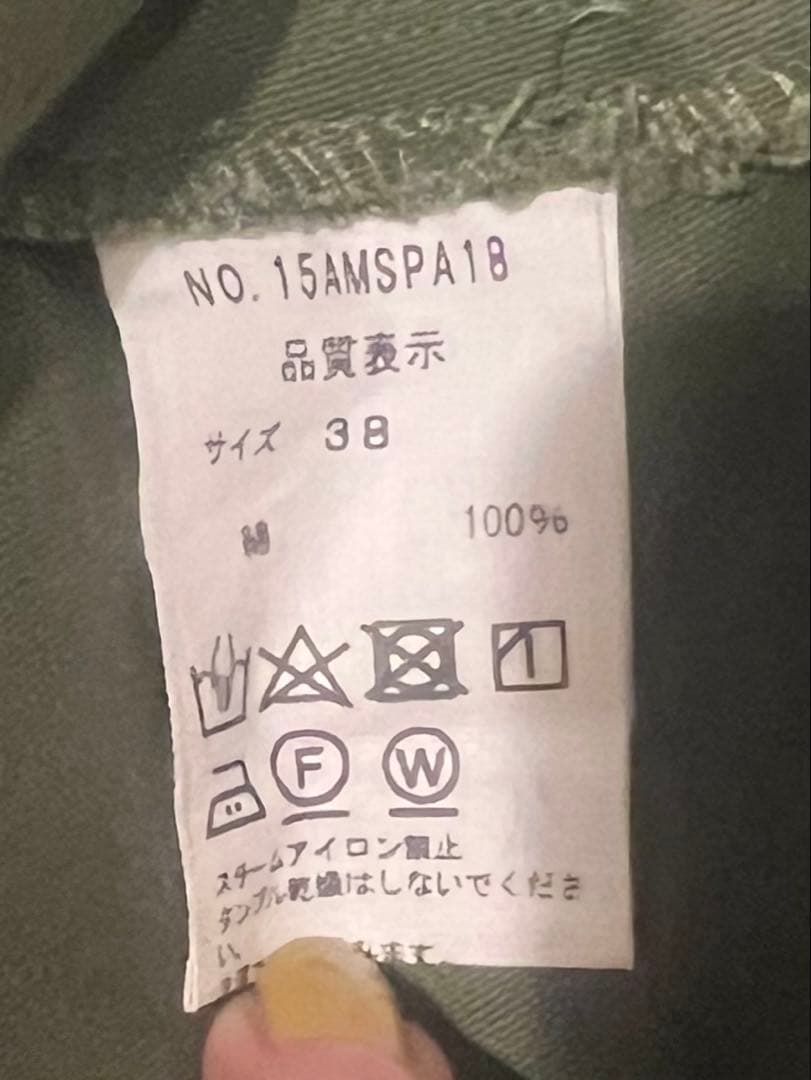 NO.15AMSPA18
品質表示
サイズ 38
100%
F W
スチームアイロン禁止
タンブル乾燥はしないでくださ
い。